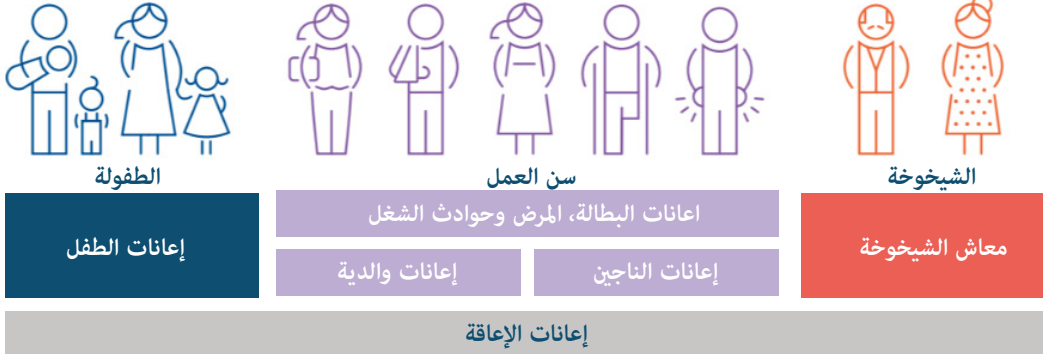 الشيخوخة
سن العمل
الطفولة
معاش الشيخوخة
اعانات البطالة، المرض وحوادث الشغل
إعانات الناجين
إعانات والدية
إعانات الطفل
إعانات الإعاقة